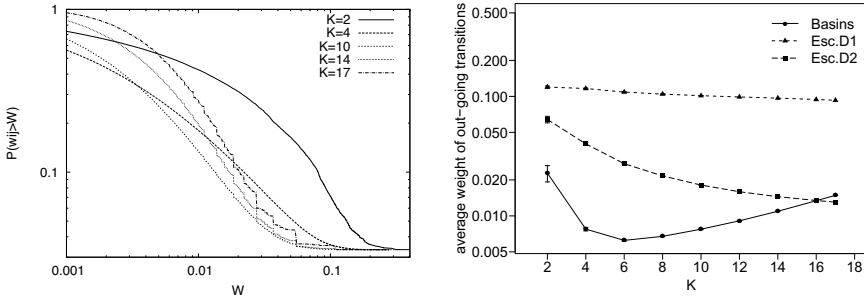 P(wij>W)
1
0.1
0.001
0.01
0.1
W
K=2
K=4
K=10
K=14
K=17
average weight of out-going transitions
0.500
0.100
0.050
0.020
0.010
0.005
2 4 6 8 10 12 14 16 18
K
Basins
Esc.D1
Esc.D2